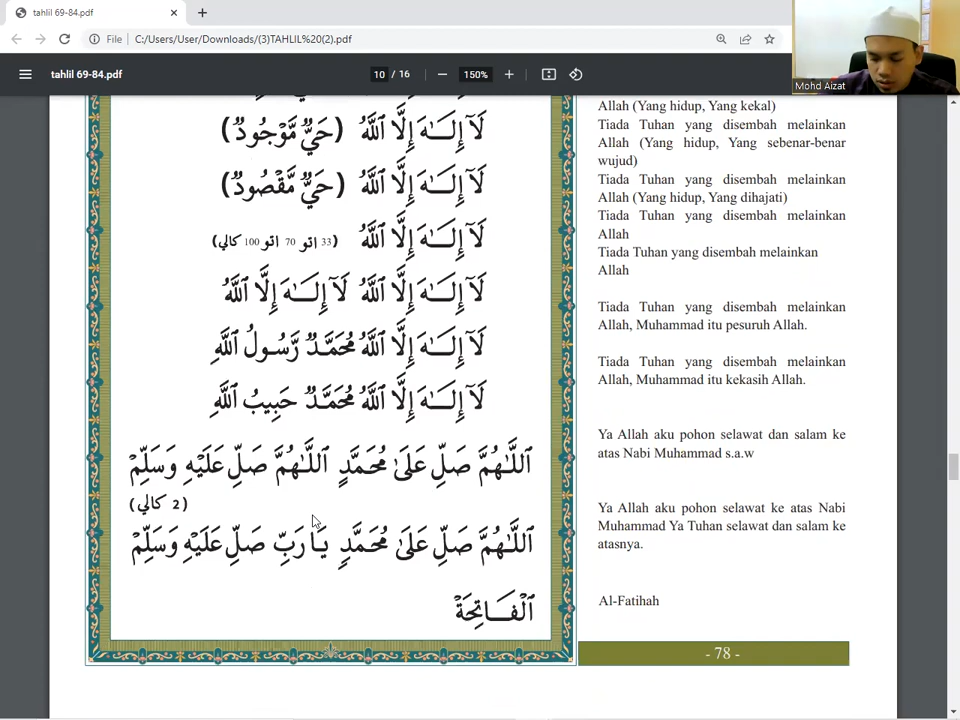 tahlil 69-84.pdf
File C:/Users/User/Downloads/(3)TAHLIL%20(2).pdf
tahlil 69-84.pdf
10 / 16
150%
Mohd Aizat
لَآ إِلَـٰهَ إِلَّا ٱللَّهُ (حَيٌّ مَّوْجُودٌ)
لَآ إِلَـٰهَ إِلَّا ٱللَّهُ (حَيٌّ مَّقْصُودٌ)
لَآ إِلَـٰهَ إِلَّا ٱللَّهُ (33 اتو 70 اتو 100 كالي)
لَآ إِلَـٰهَ إِلَّا ٱللَّهُ لَآ إِلَـٰهَ إِلَّا ٱللَّهُ
لَآ إِلَـٰهَ إِلَّا ٱللَّهُ مُحَمَّدٌ رَّسُولُ ٱللَّهِ
لَآ إِلَـٰهَ إِلَّا ٱللَّهُ مُحَمَّدٌ حَبِيبُ ٱللَّهِ
ٱللَّـٰهُمَّ صَلِّ عَلَىٰ مُحَمَّدٍ ٱللَّـٰهُمَّ صَلِّ عَلَيْهِ وَسَلِّمْ
(2 كالي)
ٱللَّـٰهُمَّ صَلِّ عَلَىٰ مُحَمَّدٍ يَا رَبِّ صَلِّ عَلَيْهِ وَسَلِّمْ
ٱلْفَـاتِحَةْ
Allah (Yang hidup, Yang kekal)
Tiada Tuhan yang disembah melainkan
Allah (Yang hidup, Yang sebenar-benar
wujud)
Tiada Tuhan yang disembah melainkan
Allah (Yang hidup, Yang dihajati)
Tiada Tuhan yang disembah melainkan
Allah
Tiada Tuhan yang disembah melainkan
Allah
Tiada Tuhan yang disembah melainkan
Allah, Muhammad itu pesuruh Allah.
Tiada Tuhan yang disembah melainkan
Allah, Muhammad itu kekasih Allah.
Ya Allah aku pohon selawat dan salam ke
atas Nabi Muhammad s.a.w
Ya Allah aku pohon selawat ke atas Nabi
Muhammad Ya Tuhan selawat dan salam ke
atasnya.
Al-Fatihah
- 78 -